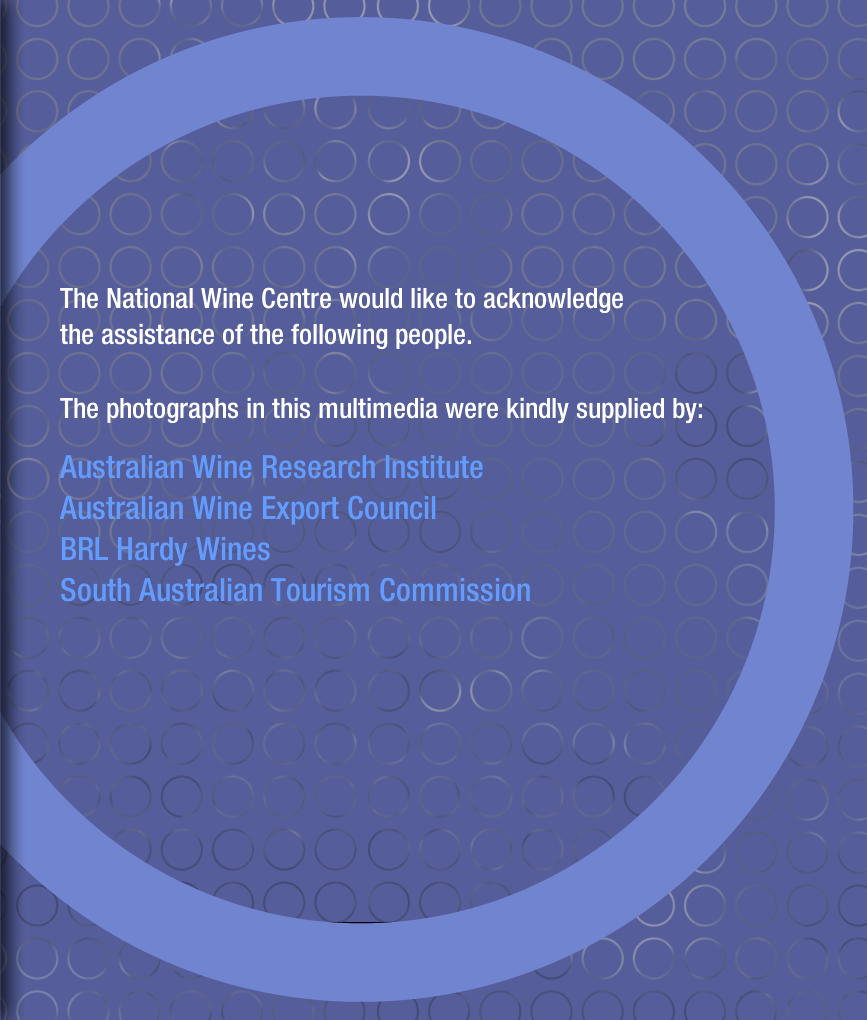 The National Wine Centre would like to acknowledge
the assistance of the following people.
The photographs in this multimedia were kindly supplied by:
Australian Wine Research Institute
Australian Wine Export Council
BRL Hardy Wines
South Australian Tourism Commission